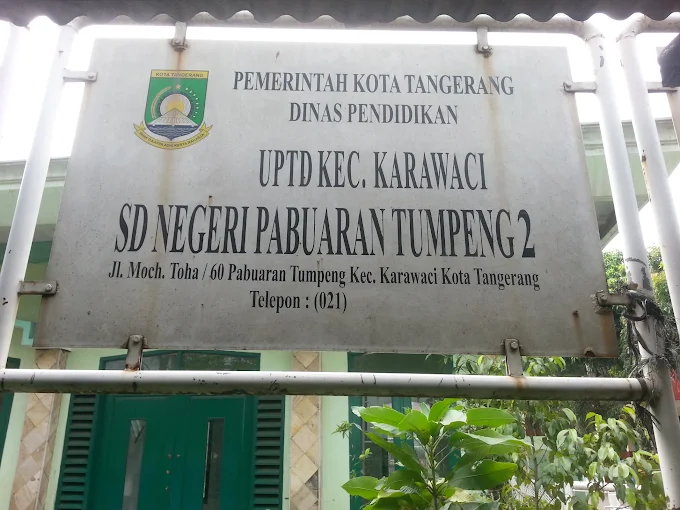 KOTA TANGERANG
PEMERINTAH KOTA TANGERANG
DINAS PENDIDIKAN
UPTD KEC. KARAWACI
SD NEGERI PABUARAN TUMPENG 2
Jl. Moch. Toha / 60 Pabuaran Tumpeng Kec. Karawaci Kota Tangerang
Telepon : (021)